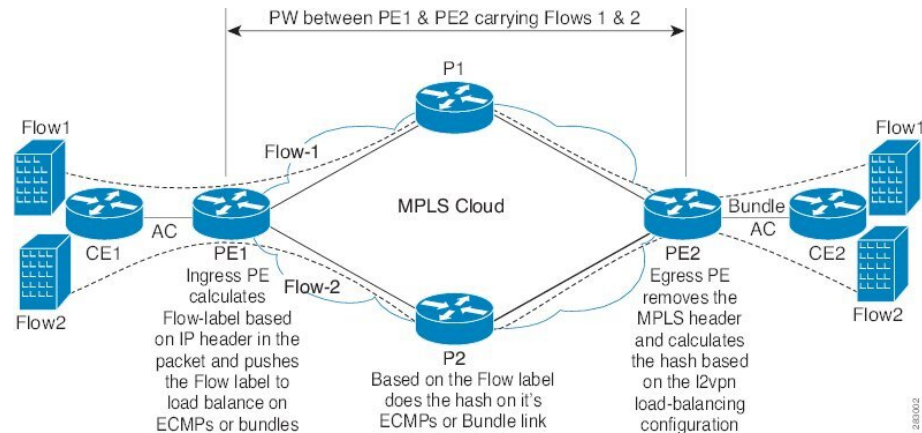 PW between PE1 & PE2 carrying Flows 1 & 2
P1
Flow1
Flow-1
Flow1
MPLS Cloud
Bundle
AC
AC
CE1
PE1
PE2
CE2
Flow2
Flow-2
Flow2
Ingress PE
calculates
Flow-label based
on IP header in the
packet and pushes
the Flow label to
load balance on
ECMPs or bundles
P2
Based on the Flow label
does the hash on it's
ECMPs or Bundle link
Egress PE
removes the
MPLS header
and calculates
the hash based
on the l2vpn
load-balancing
configuration
283002